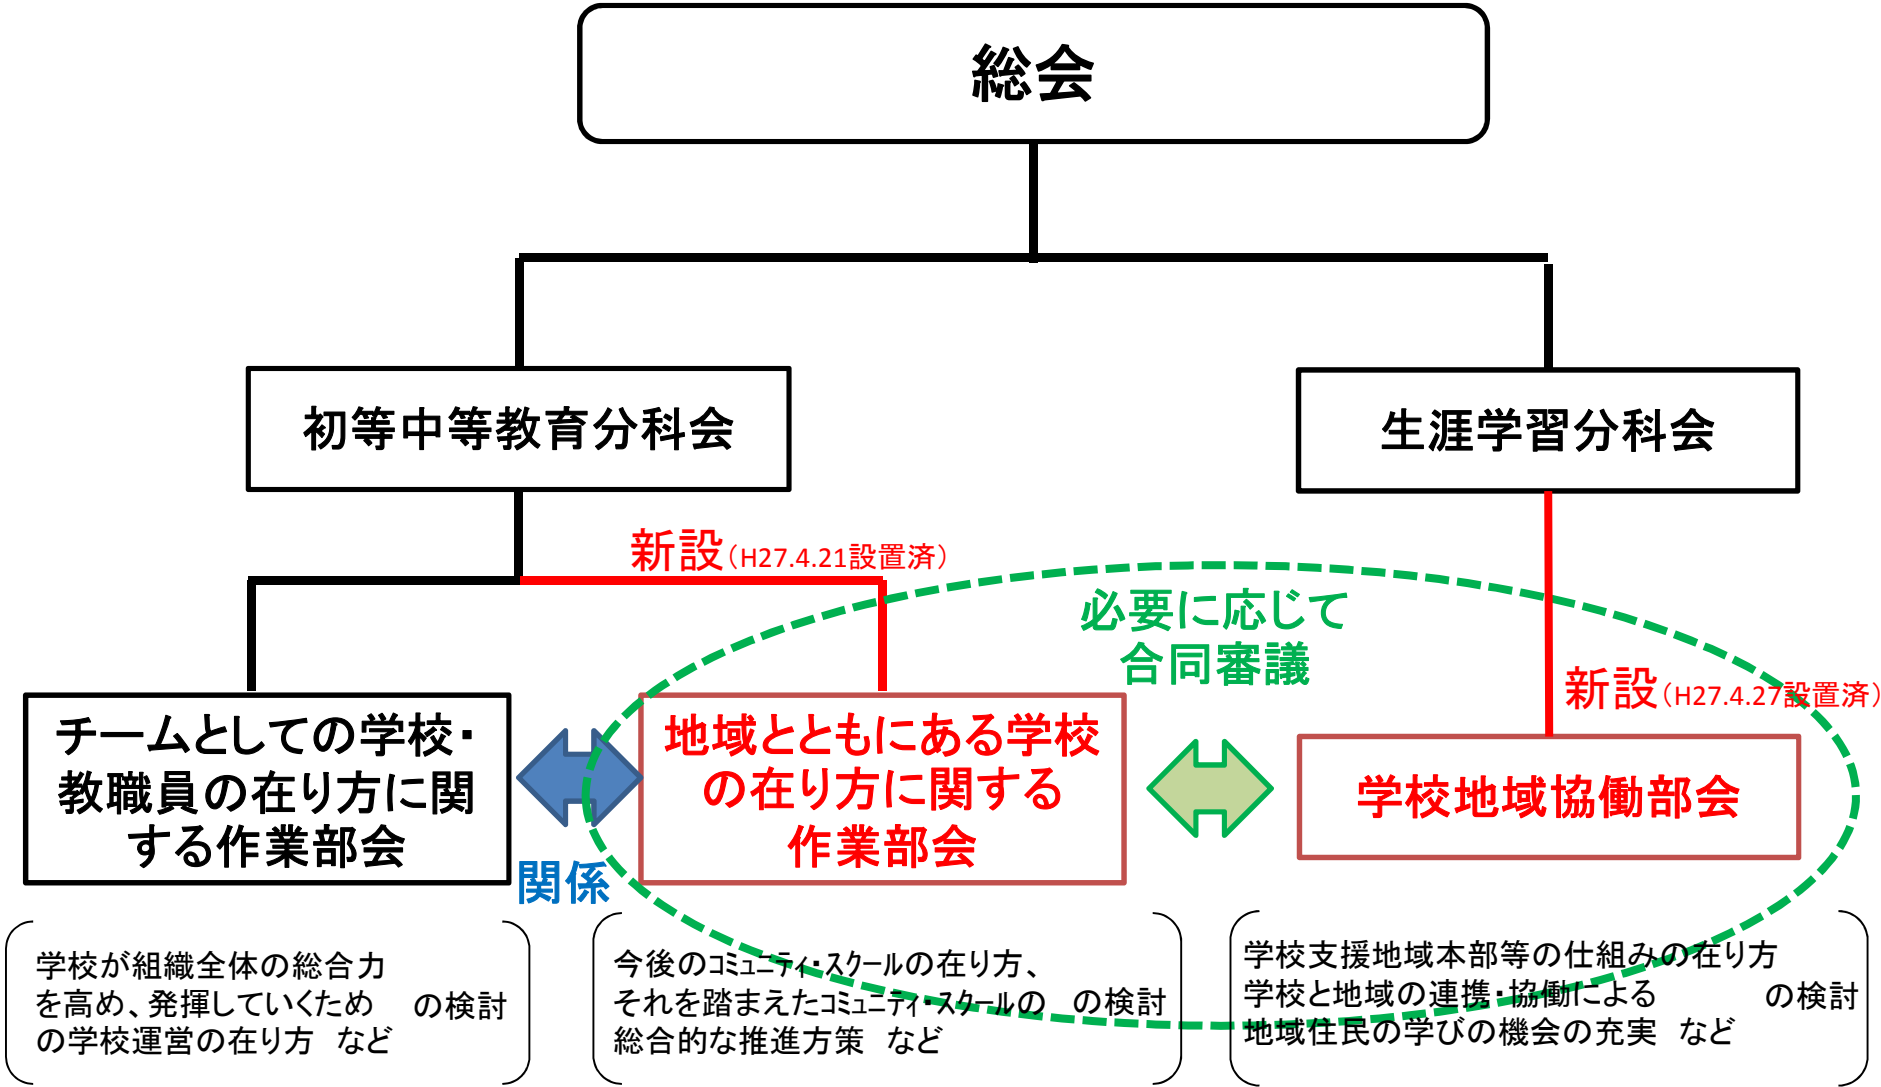 総会
初等中等教育分科会
生涯学習分科会
新設(H27.4.21設置済)
必要に応じて
合同審議
新設(H27.4.27設置済)
チームとしての学校・
教職員の在り方に関
する作業部会
関係
地域とともにある学校
の在り方に関する
作業部会
学校地域協働部会
学校が組織全体の総合力
を高め、発揮していくため
の学校運営の在り方　など
の検討
今後のｺﾐｭﾆﾃｨ・ｽｸｰﾙの在り方、
それを踏まえたｺﾐｭﾆﾃｨ・ｽｸｰﾙの
総合的な推進方策　など
の検討
学校支援地域本部等の仕組みの在り方
学校と地域の連携・協働による
地域住民の学びの機会の充実　など
の検討